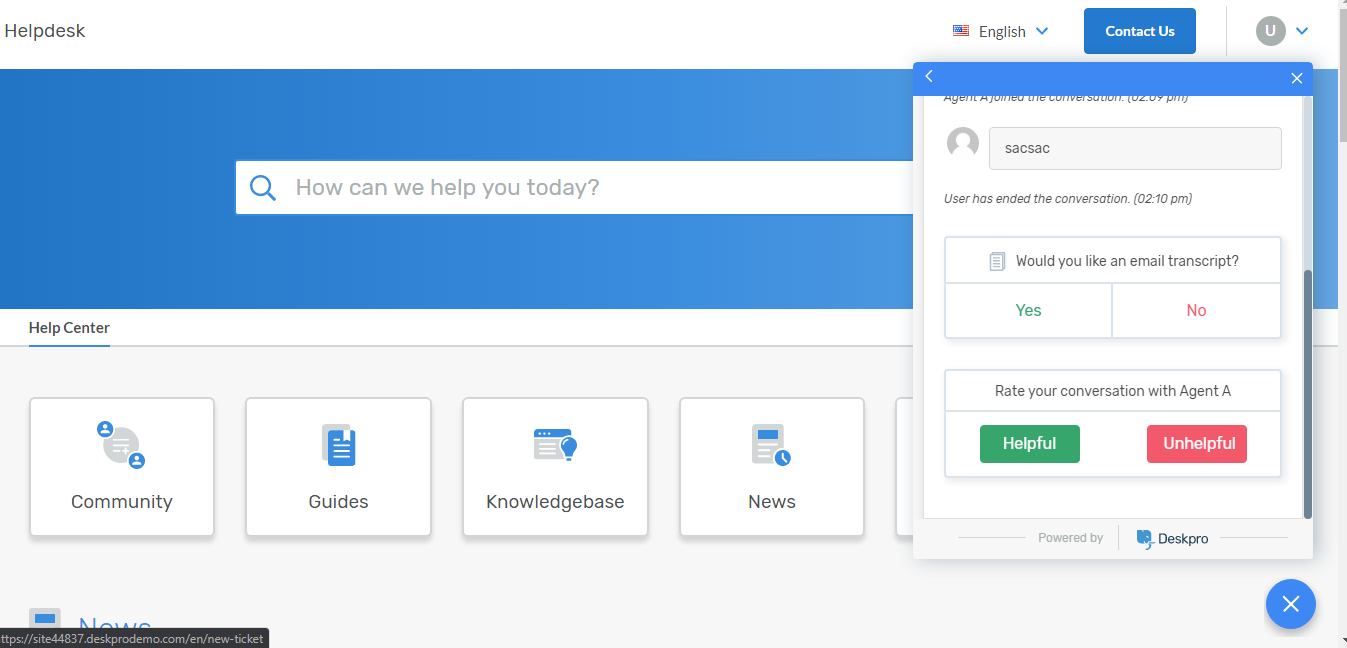 Helpdesk
English
Contact Us
U
Agent A joined the conversation. (02:09 pm)
sacsac
User has ended the conversation. (02:10 pm)
How can we help you today?
Would you like an email transcript?
Yes No
Help Center
Rate your conversation with Agent A
Helpful Unhelpful
Community Guides Knowledgebase News
Powered by Deskpro
News
ttps://site44837.deskprodemo.com/en/new-ticket